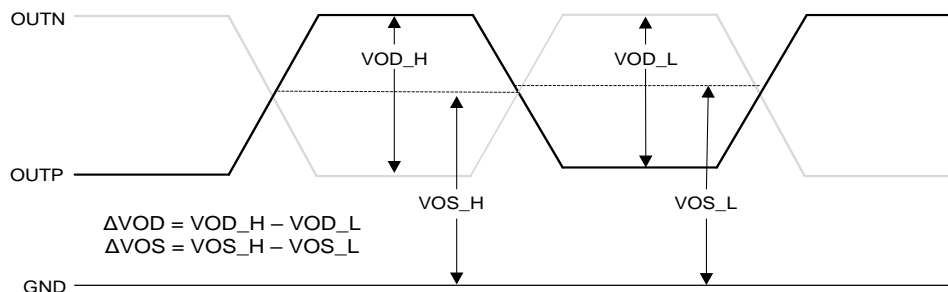 OUTN
VOD_H
VOD_L
OUTP
VOS_H
VOS_L
ΔVOD = VOD_H – VOD_L
ΔVOS = VOS_H – VOS_L
GND